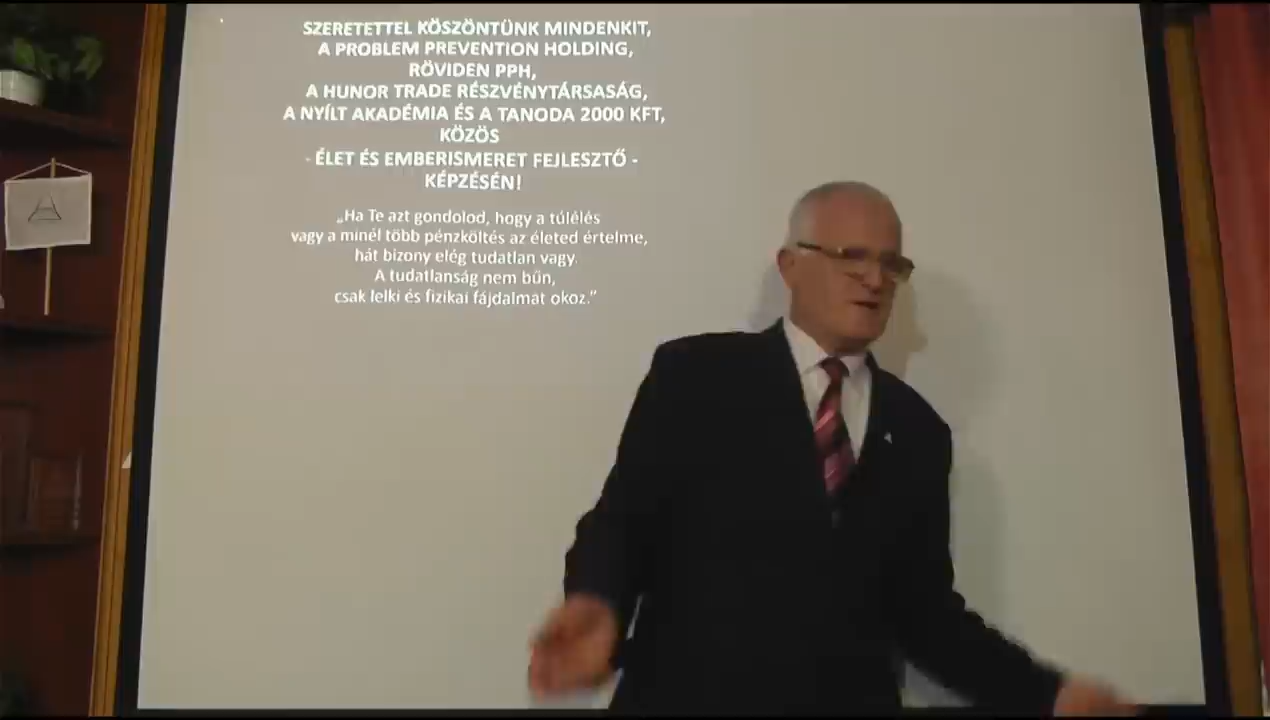 SZERETETTEL KÖSZÖNTÜNK MINDENKIT,
A PROBLEM PREVENTION HOLDING,
RÖVIDEN PPH,
A HUNOR TRADE RÉSZVÉNYTÁRSASÁG,
A NYÍLT AKADÉMIA ÉS A TANODA 2000 KFT,
KÖZÖS
- ÉLET ÉS EMBERISMERET FEJLESZTŐ -
KÉPZÉSÉN!
„Ha Te azt gondolod, hogy a túlélés
vagy a minél több pénzköltés az életed értelme,
hát bizony elég tudatlan vagy.
A tudatlanság nem bűn,
csak lelki és fizikai fájdalmat okoz.”